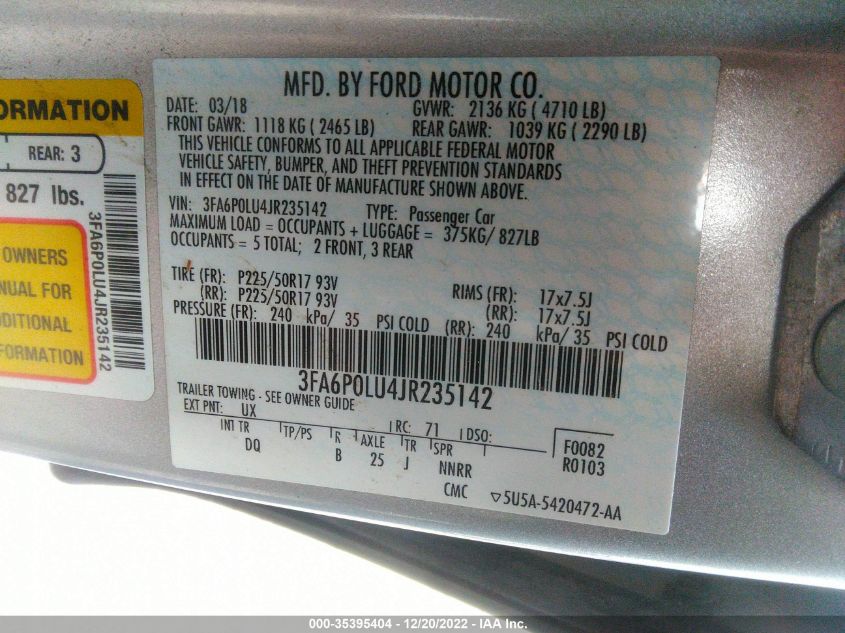 ORMATION
REAR: 3
827 lbs.
OWNERS
NUAL FOR
DITIONAL
FORMATION
3FA6P0LU4JR235142
MFD. BY FORD MOTOR CO.
DATE: 03/18 GVWR: 2136 KG ( 4710 LB)
FRONT GAWR: 1118 KG ( 2465 LB) REAR GAWR: 1039 KG ( 2290 LB)
THIS VEHICLE CONFORMS TO ALL APPLICABLE FEDERAL MOTOR
VEHICLE SAFETY, BUMPER, AND THEFT PREVENTION STANDARDS
IN EFFECT ON THE DATE OF MANUFACTURE SHOWN ABOVE.
VIN: 3FA6P0LU4JR235142 TYPE: Passenger Car
MAXIMUM LOAD = OCCUPANTS + LUGGAGE = 375KG/ 827LB
OCCUPANTS = 5 TOTAL; 2 FRONT, 3 REAR
TIRE (FR): P225/50R17 93V RIMS (FR): 17x7.5J
(RR): P225/50R17 93V (RR): 17x7.5J
PRESSURE (FR): 240 kPa/ 35 PSI COLD (RR): 240 kPa/ 35 PSI COLD
3FA6P0LU4JR235142
TRAILER TOWING - SEE OWNER GUIDE
EXT PNT: UX RC: 71 DSO: F0082
INT TR TP/PS R AXLE TR SPR R0103
DQ B 25 J NNRR
CMC ▽5U5A-5420472-AA
000-35395404 - 12/20/2022 - IAA Inc.